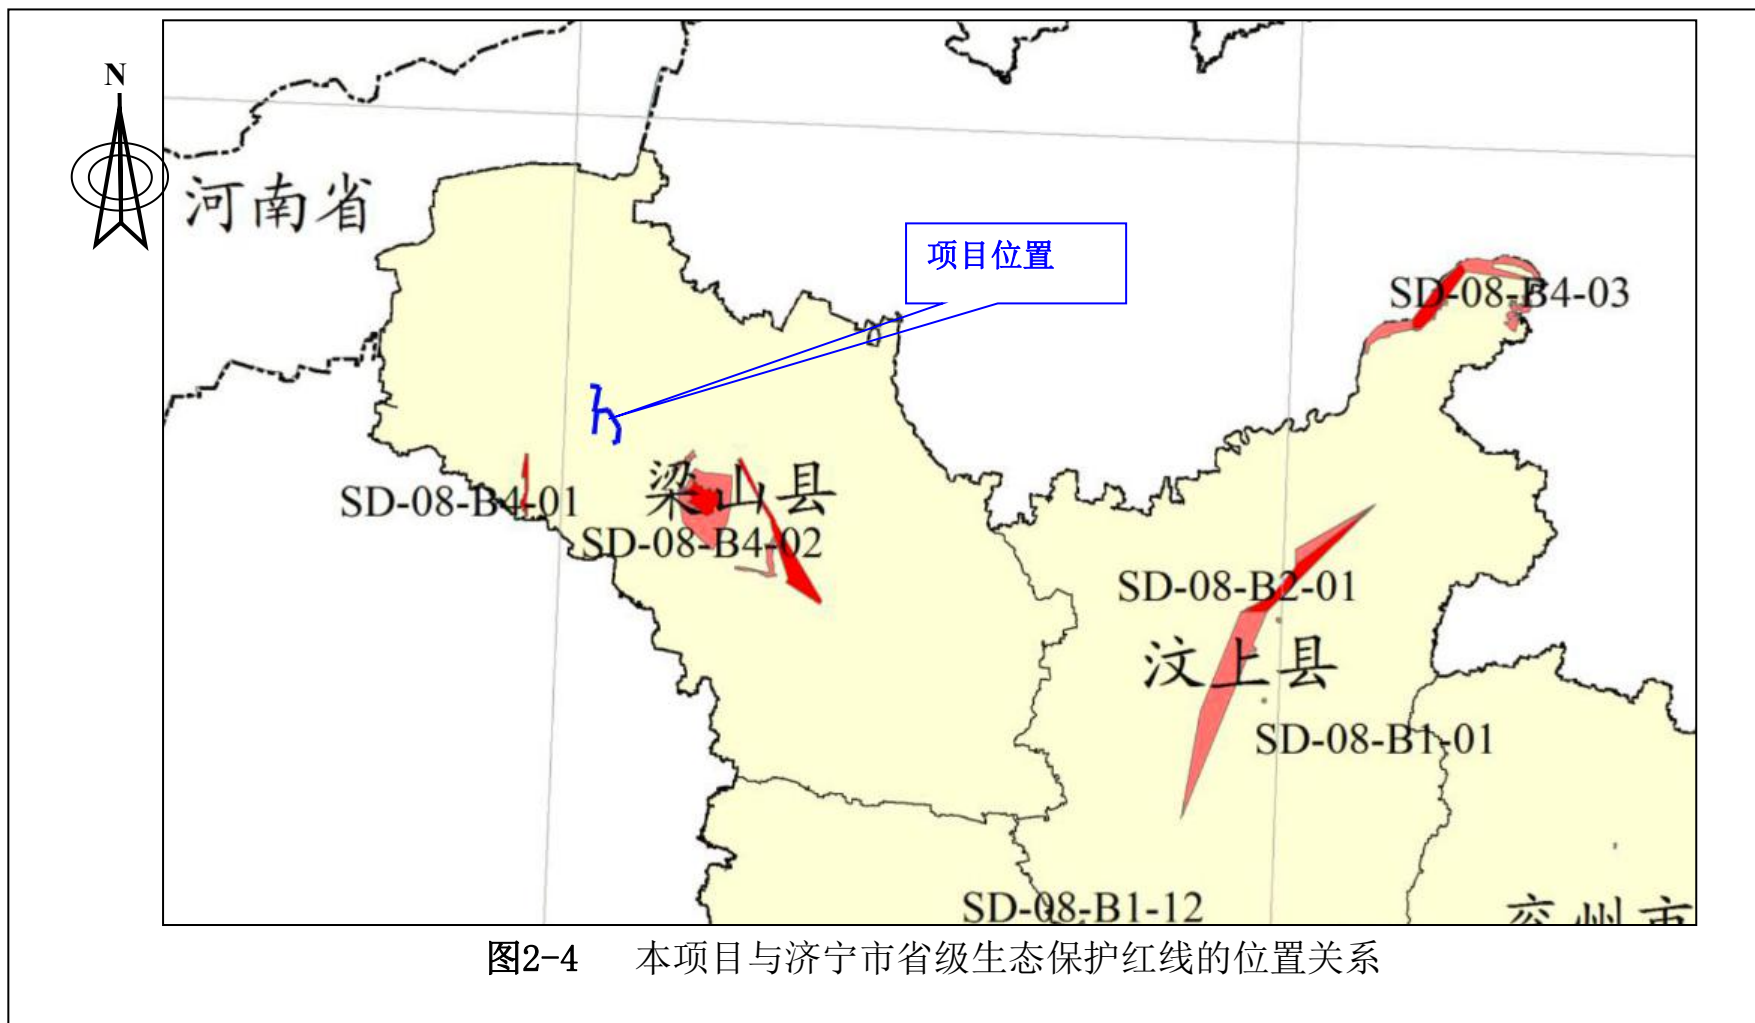 N
河南省
项目位置
SD-08-B4-03
梁山县
SD-08-B4-01
SD-08-B4-02
SD-08-B2-01
汶上县
SD-08-B1-01
SD-08-B1-12
兖州市
图2-4 本项目与济宁市省级生态保护红线的位置关系